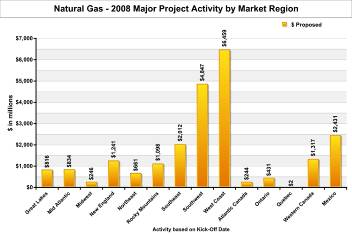 Natural Gas - 2008 Major Project Activity by Market Region
$ Proposed
$ in millions
$7,000
$6,000
$5,000
$4,000
$3,000
$2,000
$1,000
$0
$816
$834
$246
$1,241
$661
$1,098
$2,012
$4,847
$6,459
$244
$431
$2
$1,317
$2,431
Great Lakes
Mid Atlantic
Midwest
New England
Northeast
Rocky Mountains
Southeast
Southwest
West Coast
Atlantic Canada
Ontario
Quebec
Western Canada
Mexico
Activity based on Kick-Off Date